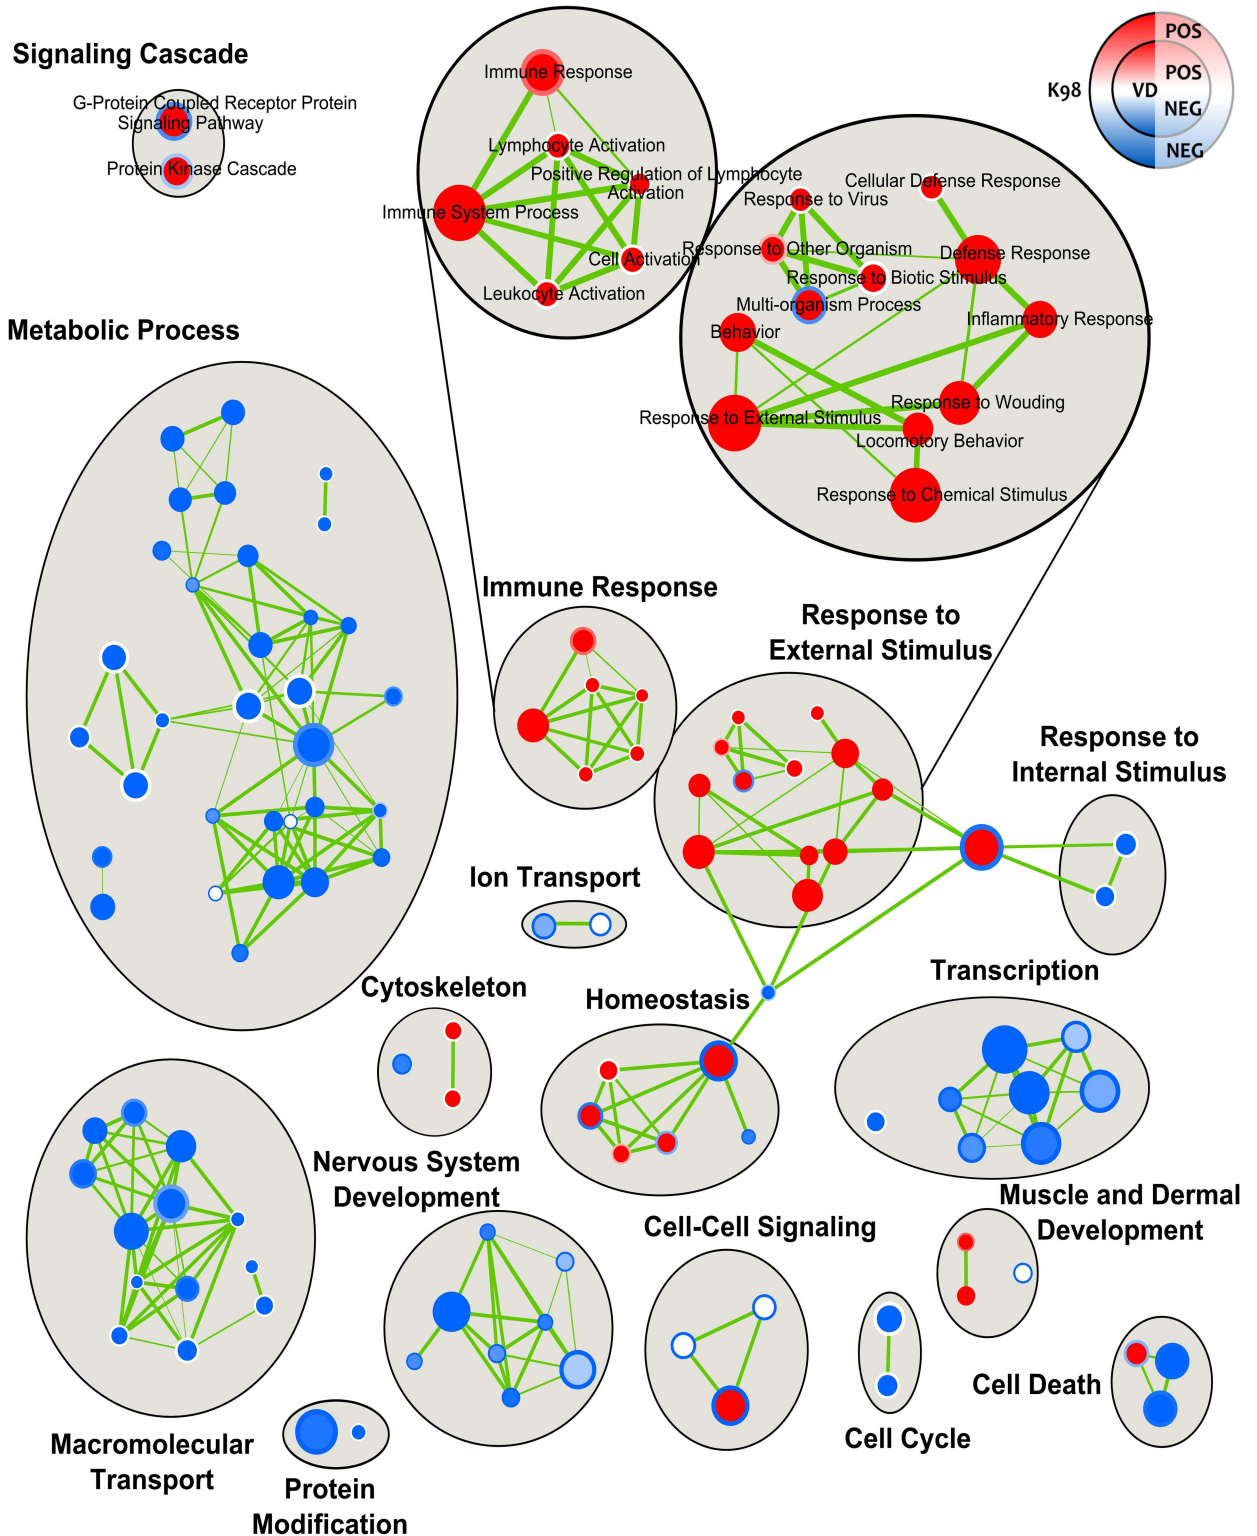 Signaling Cascade
G-Protein Coupled Receptor Protein
Signaling Pathway
Protein Kinase Cascade
Immune Response
Lymphocyte Activation
Positive Regulation of Lymphocyte
Activation
Immune System Process
Cell Activation
Leukocyte Activation
K98
VD
POS
POS
NEG
NEG
Cellular Defense Response
Response to Virus
Response to Other Organism
Defense Response
Response to Biotic Stimulus
Multi-organism Process
Inflammatory Response
Behavior
Response to Wouding
Response to External Stimulus
Locomotory Behavior
Response to Chemical Stimulus
Metabolic Process
Immune Response
Response to
External Stimulus
Response to
Internal Stimulus
Ion Transport
Cytoskeleton
Homeostasis
Transcription
Nervous System
Development
Muscle and Dermal
Development
Cell-Cell Signaling
Cell Death
Cell Cycle
Macromolecular
Transport
Protein
Modification